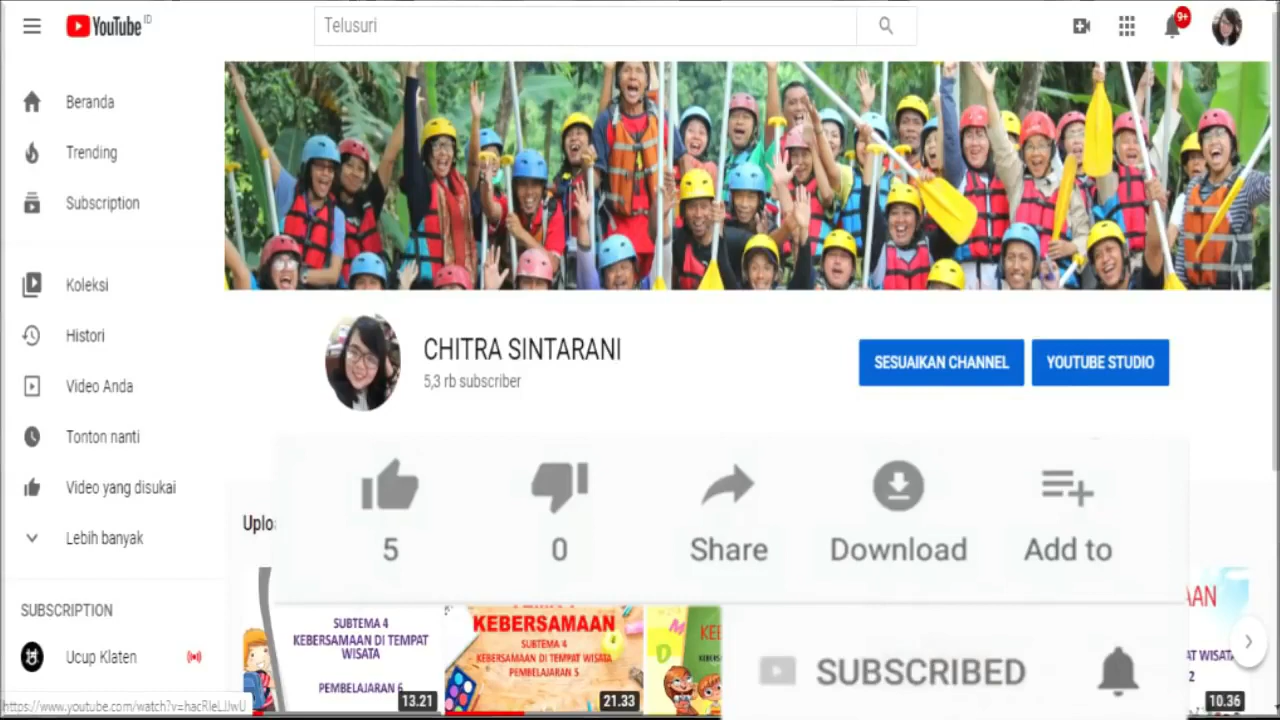 YouTube ID
Telusuri
9+
Beranda
Trending
Subscription
Koleksi
Histori
Video Anda
Tonton nanti
Video yang disukai
Lebih banyak
SUBSCRIPTION
Ucup Klaten
CHITRA SINTARANI
5,3 rb subscriber
SESUAIKAN CHANNEL
YOUTUBE STUDIO
5
0
Share
Download
Add to
SUBTEMA 4
KEBERSAMAAN DI TEMPAT
WISATA
PEMBELAJARAN 6
13.21
KEBERSAMAAN
SUBTEMA 4
KEBERSAMAAN DI TEMPAT WISATA
PEMBELAJARAN 5
21.33
SUBSCRIBED
2
10.36